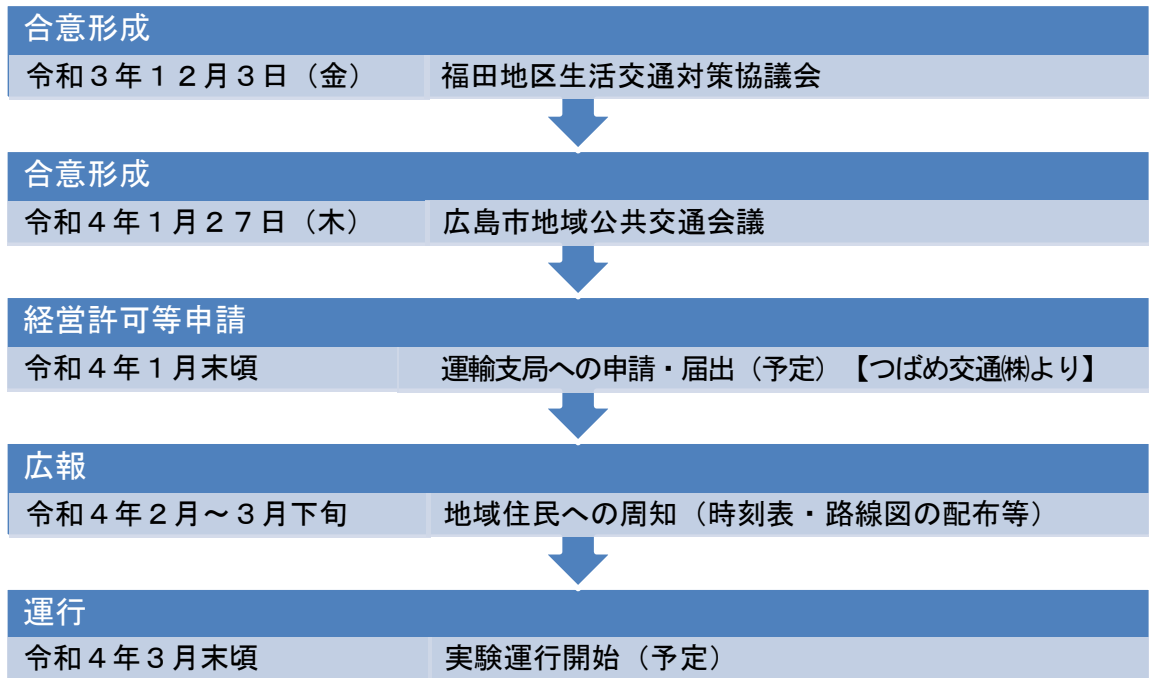 合意形成
令和３年１２月３日（金） 福田地区生活交通対策協議会
合意形成
令和４年１月２７日（木） 広島市地域公共交通会議
経営許可等申請
令和４年１月末頃 運輸支局への申請・届出（予定）【つばめ交通㈱より】
広報
令和４年２月～３月下旬 地域住民への周知（時刻表・路線図の配布等）
運行
令和４年３月末頃 実験運行開始（予定）